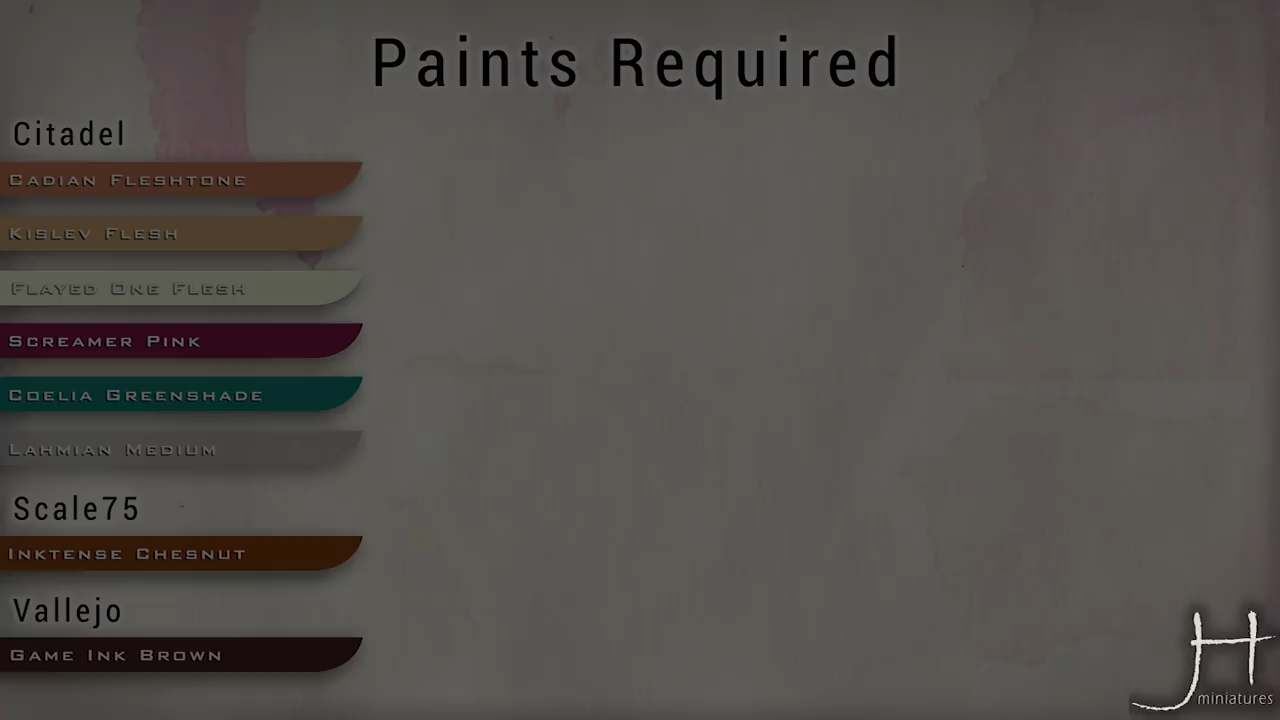 Paints Required
Citadel
Cadian Fleshtone
Kislev Flesh
Flayed One Flesh
Screamer Pink
Coelia Greenshade
Lahmian Medium
Scale75
Inktense Chesnut
Vallejo
Game Ink Brown
JH
miniatures